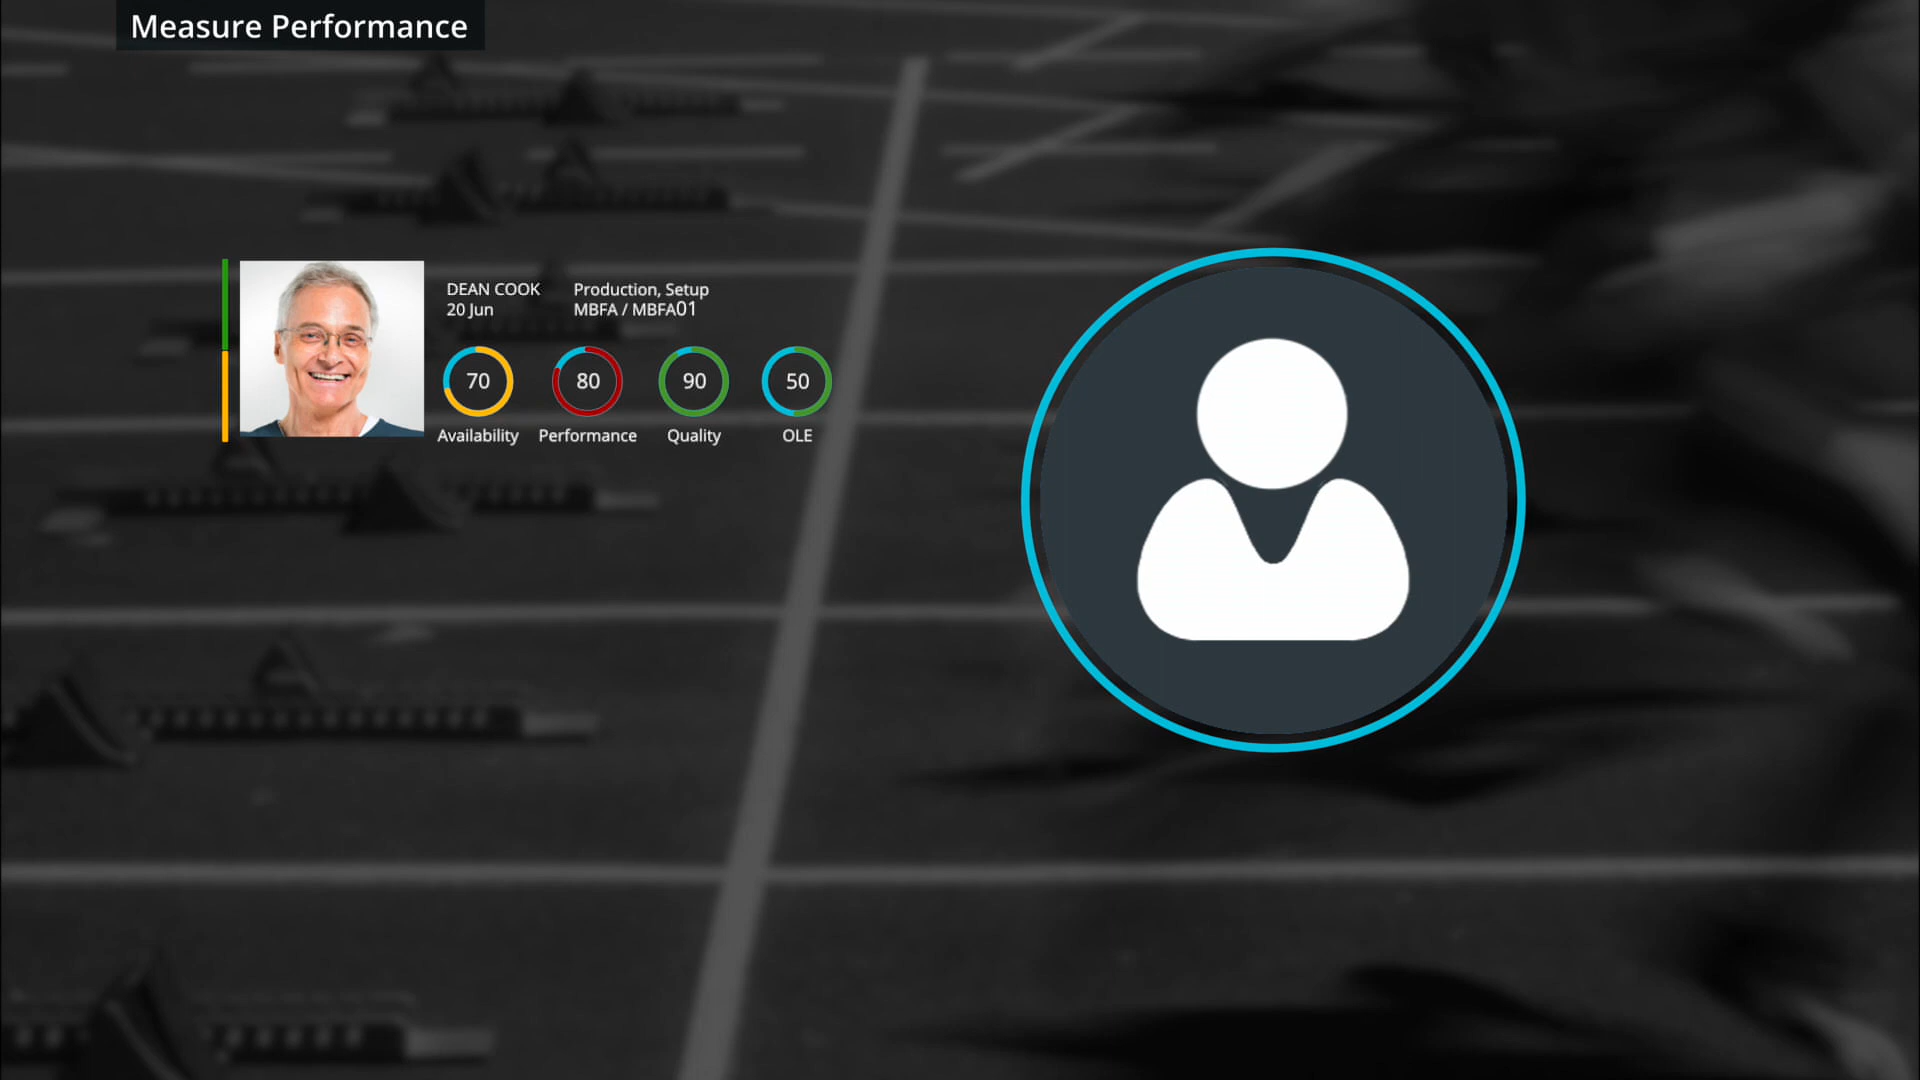 Measure Performance
DEAN COOK
20 Jun
Production, Setup
MBFA / MBFA01
70
80
90
50
Availability
Performance
Quality
OLE